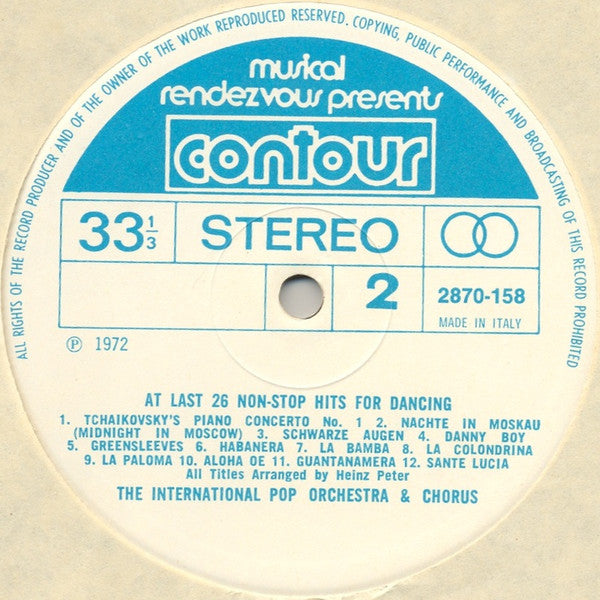 ALL RIGHTS OF THE RECORD PRODUCER AND OF THE OWNER OF THE WORK REPRODUCED RESERVED. COPYING, PUBLIC PERFORMANCE AND BROADCASTING OF THIS RECORD PROHIBITED
musical
rendezvous presents
contour
33 1/3 STEREO
2 2870-158
MADE IN ITALY
℗ 1972
AT LAST 26 NON-STOP HITS FOR DANCING
1. TCHAIKOVSKY'S PIANO CONCERTO No. 1 2. NACHTE IN MOSKAU
(MIDNIGHT IN MOSCOW) 3. SCHWARZE AUGEN 4. DANNY BOY
5. GREENSLEEVES 6. HABANERA 7. LA BAMBA 8. LA COLONDRINA
9. LA PALOMA 10. ALOHA OE 11. GUANTANAMERA 12. SANTE LUCIA
All Titles Arranged by Heinz Peter
THE INTERNATIONAL POP ORCHESTRA & CHORUS